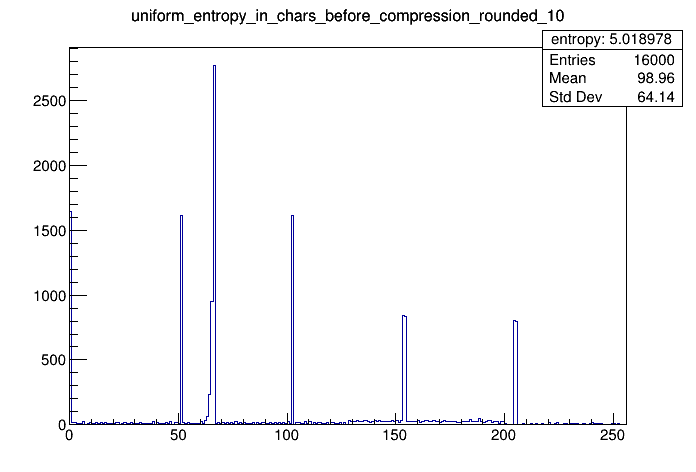 uniform_entropy_in_chars_before_compression_rounded_10
entropy: 5.018978
Entries 16000
Mean 98.96
Std Dev 64.14
2500
2000
1500
1000
500
0
0 50 100 150 200 250